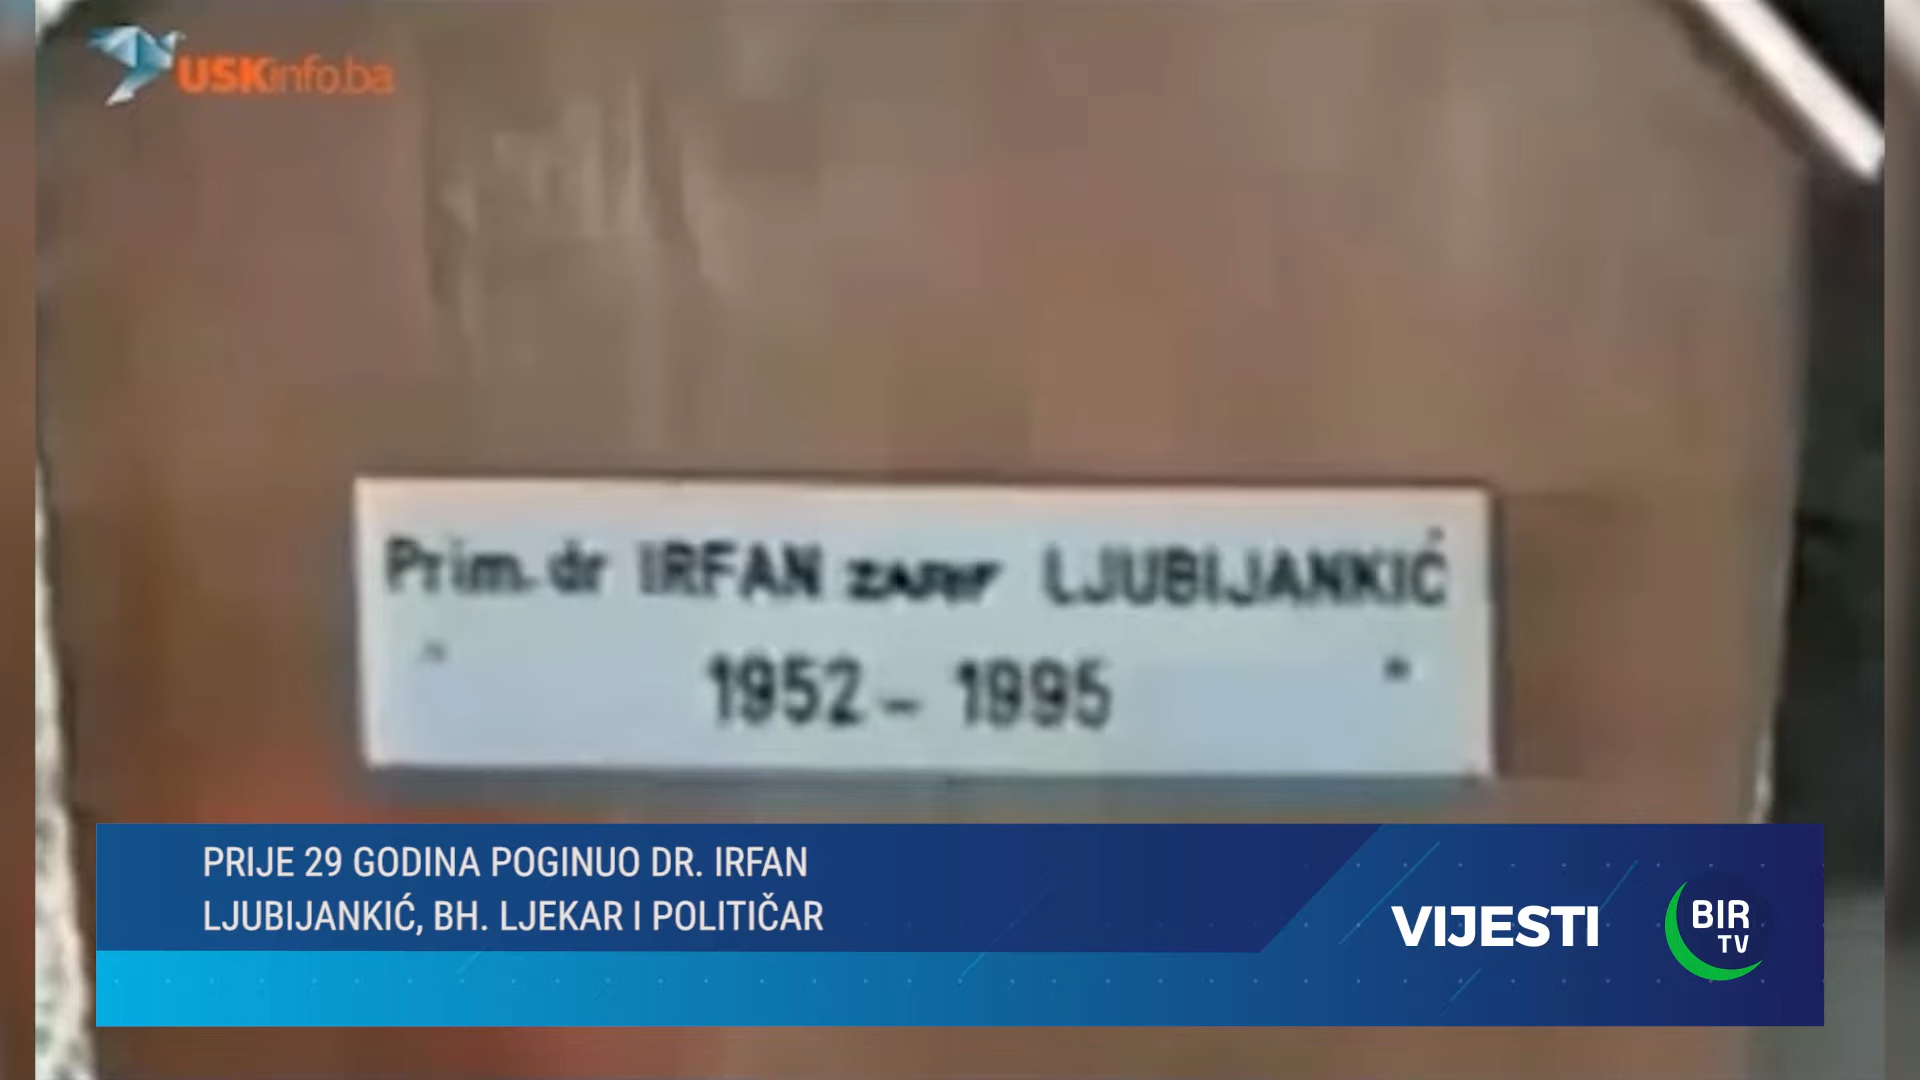 USKinfo.ba
Prim. dr IRFAN ZARIF LJUBIJANKIĆ
1952 – 1995
PRIJE 29 GODINA POGINUO DR. IRFAN
LJUBIJANKIĆ, BH. LJEKAR I POLITIČAR
VIJESTI
BIR
TV